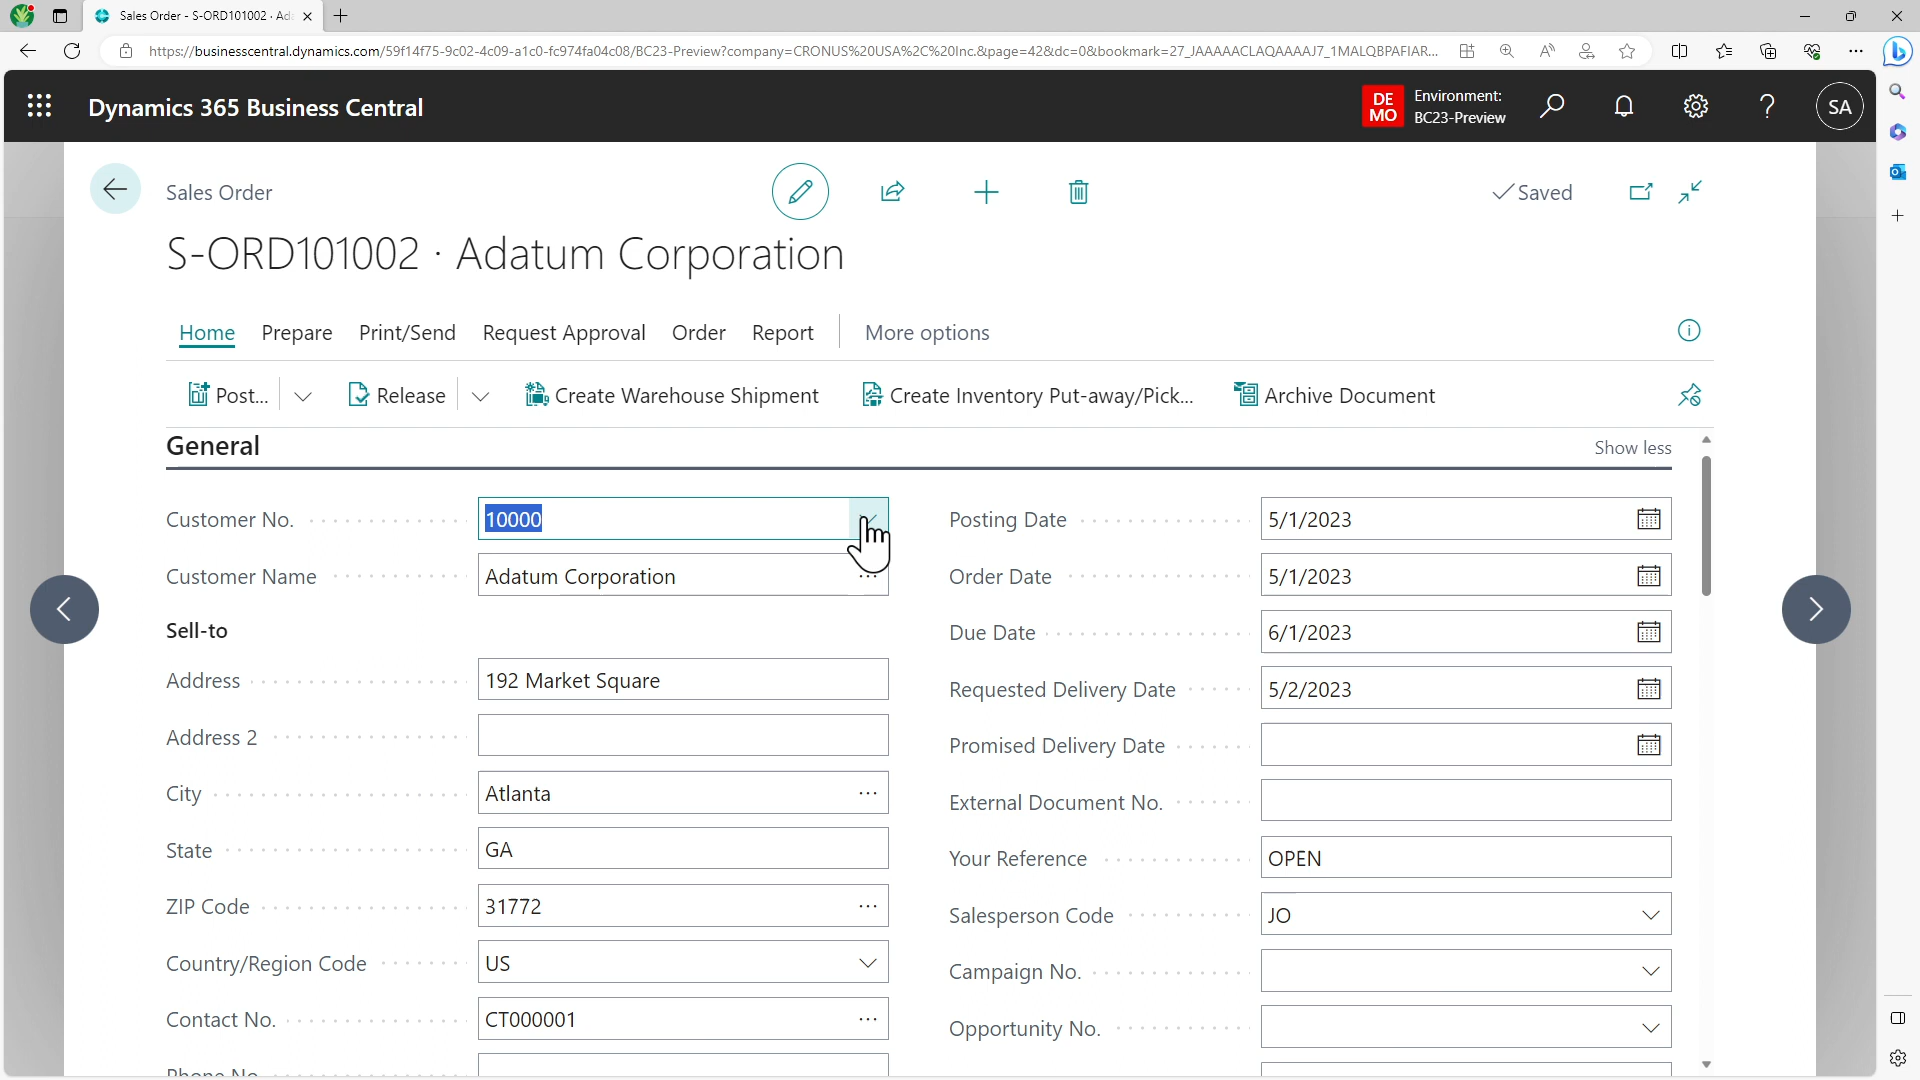 Sales Order - S-ORD101002 · Ad
https://businesscentral.dynamics.com/59f14f75-9c02-4c09-a1c0-fc974fa04c08/BC23-Preview?company=CRONUS%20USA%2C%20Inc.&page=42&dc=0&bookmark=27_JAAAAACLAQAAAAJ7_1MALQBPAFIAR...
Dynamics 365 Business Central
DE
MO
Environment:
BC23-Preview
SA
Sales Order
Saved
S-ORD101002 · Adatum Corporation
Home Prepare Print/Send Request Approval Order Report More options
Post... Release Create Warehouse Shipment Create Inventory Put-away/Pick... Archive Document
General
Show less
Customer No. 10000
Customer Name Adatum Corporation
Sell-to
Address 192 Market Square
Address 2
City Atlanta
State GA
ZIP Code 31772
Country/Region Code US
Contact No. CT000001
Phone No.
Posting Date 5/1/2023
Order Date 5/1/2023
Due Date 6/1/2023
Requested Delivery Date 5/2/2023
Promised Delivery Date
External Document No.
Your Reference OPEN
Salesperson Code JO
Campaign No.
Opportunity No.